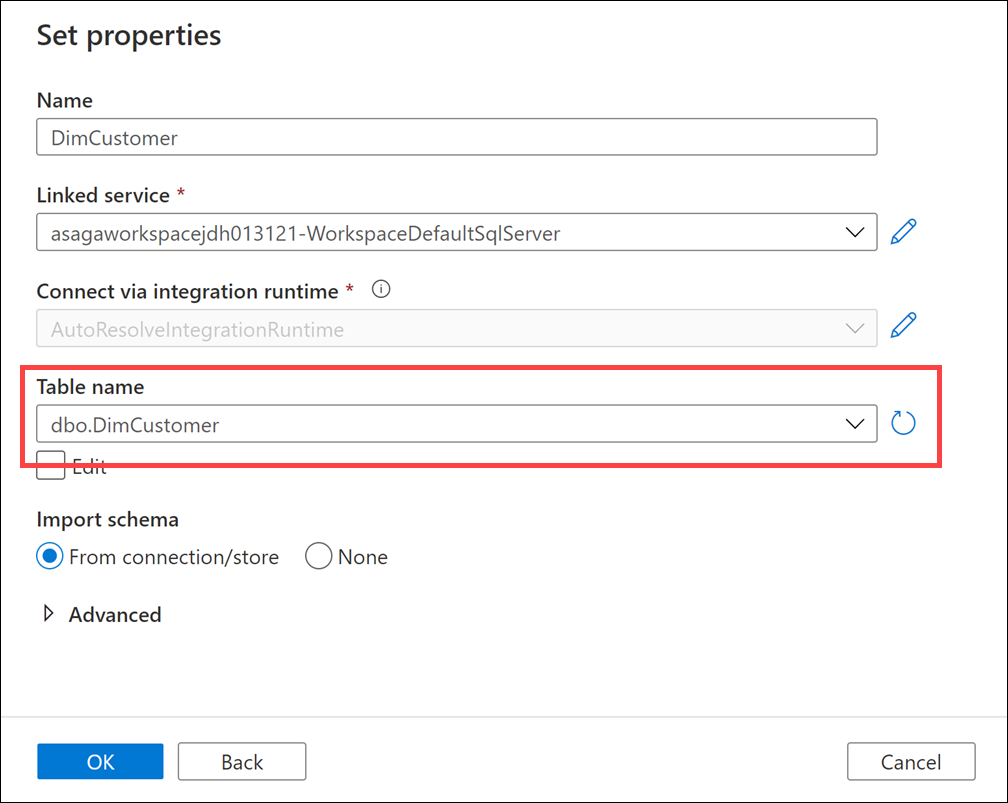 Set properties
Name
DimCustomer
Linked service *
asagaworkspacejdh013121-WorkspaceDefaultSqlServer
Connect via integration runtime *
AutoResolveIntegrationRuntime
Table name
dbo.DimCustomer
Edit
Import schema
From connection/store None
Advanced
OK Back Cancel